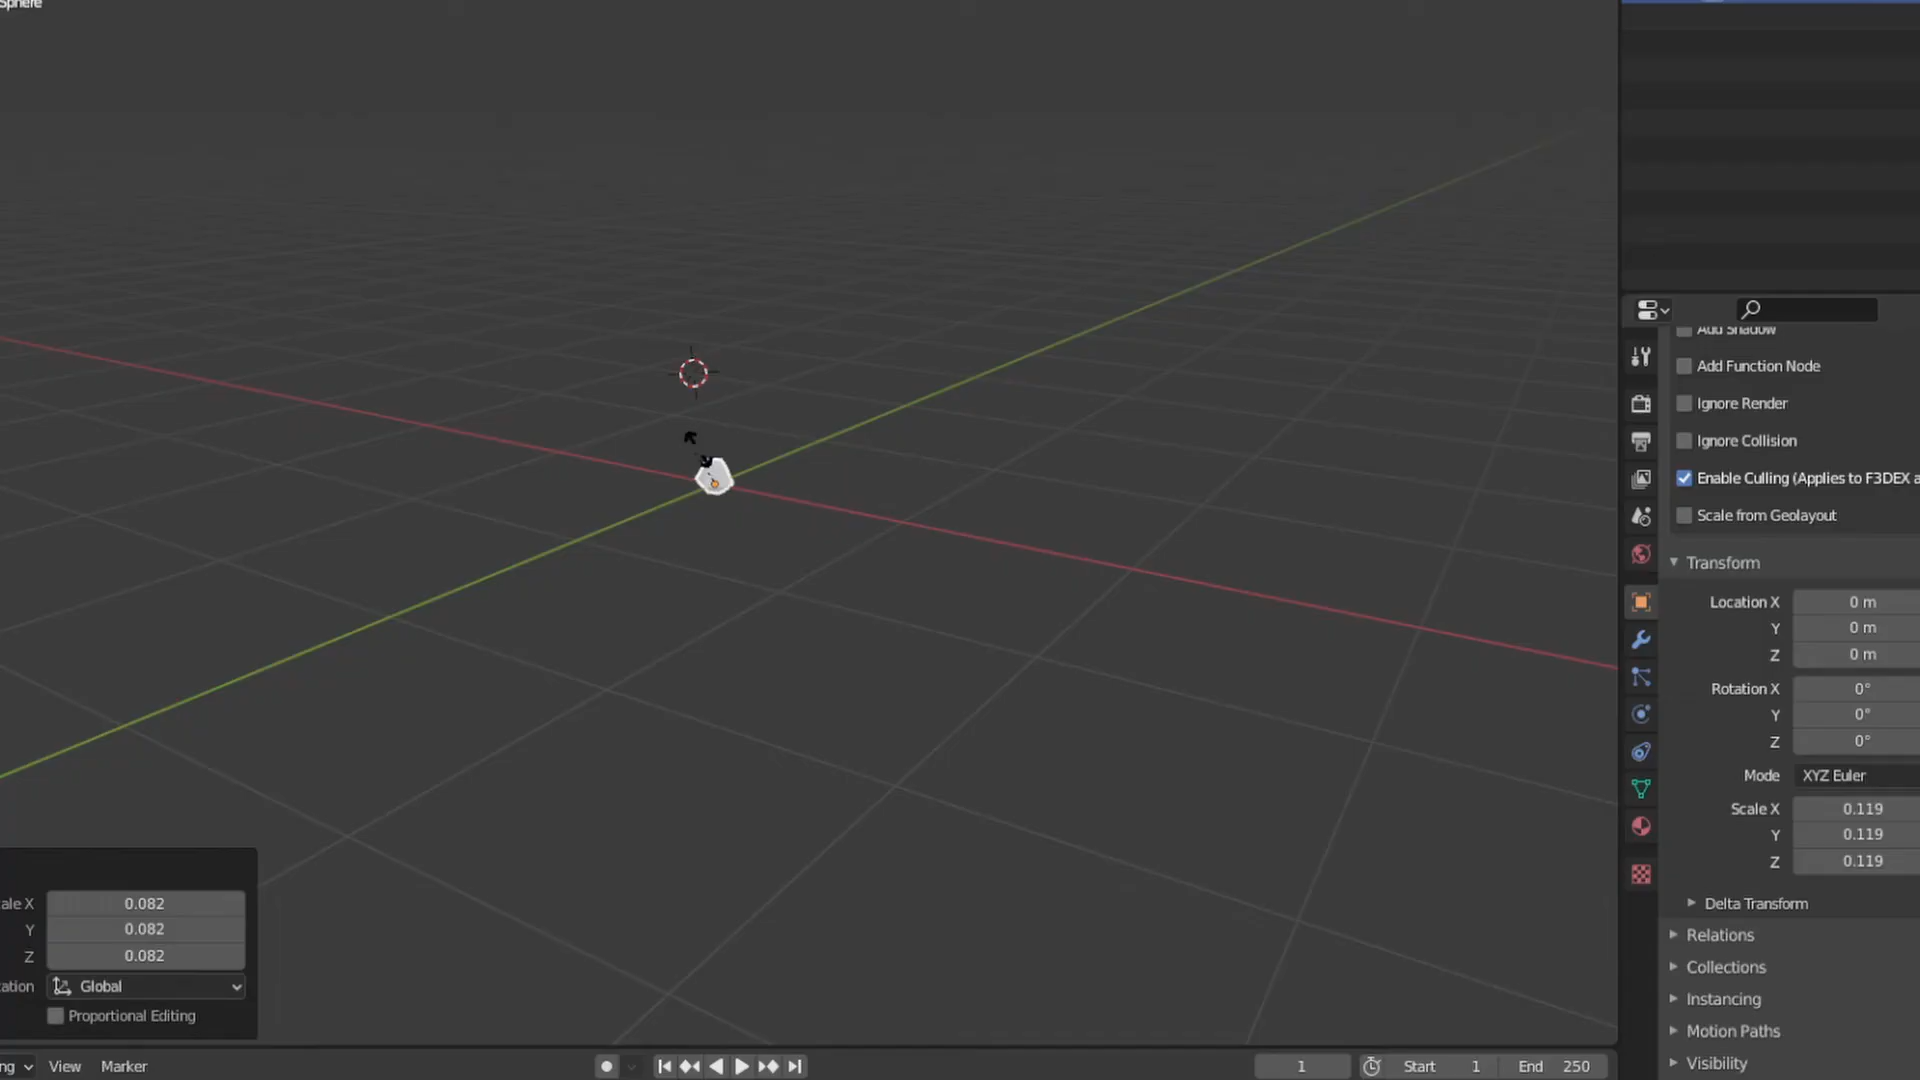 Sphere
Add Shadow
Add Function Node
Ignore Render
Ignore Collision
Enable Culling (Applies to F3DEX a
Scale from Geolayout
Transform
Location X 0 m
Y 0 m
Z 0 m
Rotation X 0°
Y 0°
Z 0°
Mode XYZ Euler
Scale X 0.119
Y 0.119
Z 0.119
Delta Transform
Relations
Collections
Instancing
Motion Paths
Visibility
ale X 0.082
Y 0.082
Z 0.082
ation Global
Proportional Editing
ng View Marker
1 Start 1 End 250